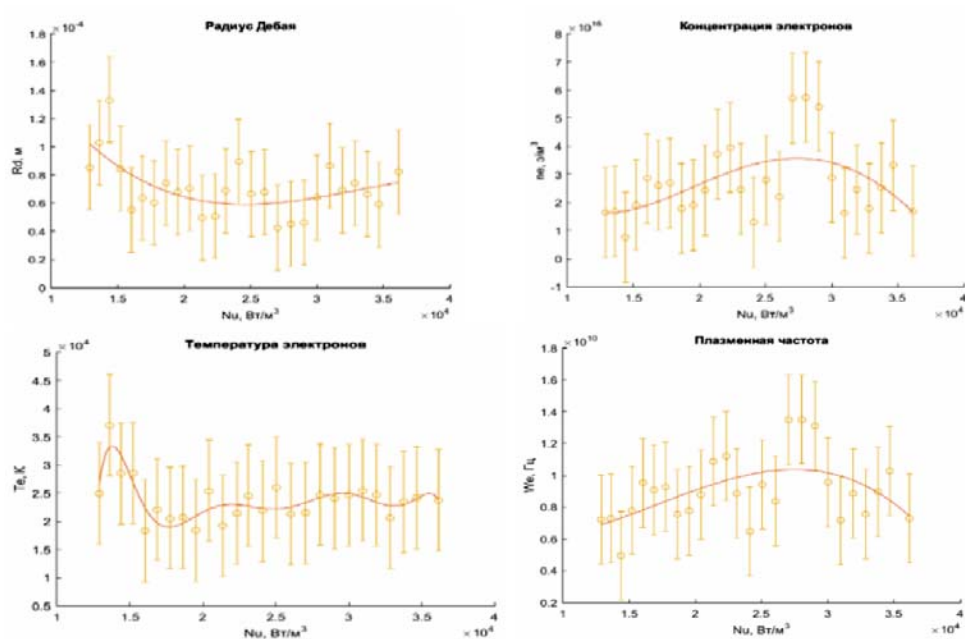 Радиус Дебая
× 10⁻⁴
1.8
1.6
1.4
1.2
1
0.8
0.6
0.4
0.2
0
Rd, м
1 1.5 2 2.5 3 3.5 4
Nu, Вт/м³
× 10⁴
Концентрация электронов
× 10¹⁶
8
7
6
5
4
3
2
1
0
-1
ne, э/м³
1 1.5 2 2.5 3 3.5 4
Nu, Вт/м³
× 10⁴
Температура электронов
× 10⁴
5
4.5
4
3.5
3
2.5
2
1.5
1
0.5
Te, K
1 1.5 2 2.5 3 3.5 4
Nu, Вт/м³
× 10⁴
Плазменная частота
× 10¹⁰
1.8
1.6
1.4
1.2
1
0.8
0.6
0.4
0.2
We, Гц
1 1.5 2 2.5 3 3.5 4
Nu, Вт/м³
× 10⁴